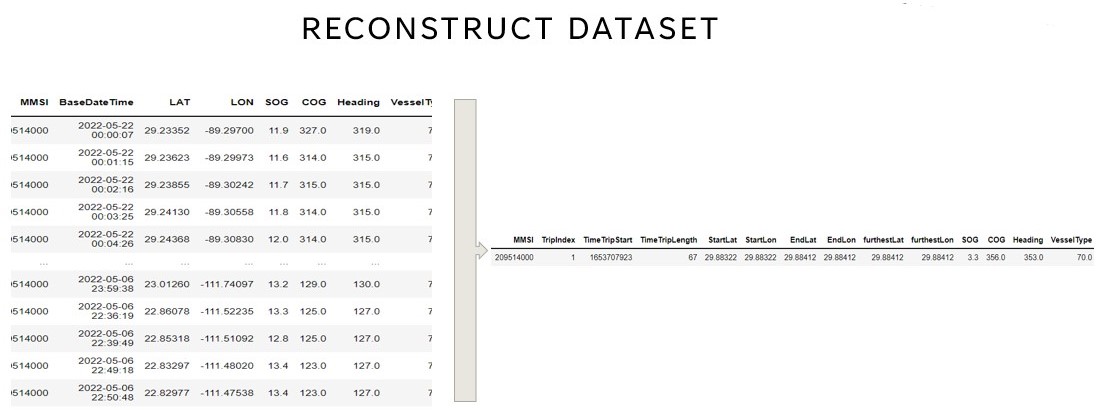 RECONSTRUCT DATASET
MMSI BaseDateTime LAT LON SOG COG Heading VesselTy
9514000 2022-05-22 00:00:07 29.23352 -89.29700 11.9 327.0 319.0 7
9514000 2022-05-22 00:01:15 29.23623 -89.29973 11.6 314.0 315.0 7
9514000 2022-05-22 00:02:16 29.23855 -89.30242 11.7 315.0 315.0 7
9514000 2022-05-22 00:03:25 29.24130 -89.30558 11.8 314.0 315.0 7
9514000 2022-05-22 00:04:26 29.24368 -89.30830 12.0 314.0 315.0 7
... ... ... ... ... ... ...
9514000 2022-05-06 23:59:38 23.01260 -111.74097 13.2 129.0 130.0 7
9514000 2022-05-06 22:36:19 22.86078 -111.52235 13.3 125.0 127.0 7
9514000 2022-05-06 22:39:49 22.85318 -111.51092 12.8 125.0 127.0 7
9514000 2022-05-06 22:49:18 22.83297 -111.48020 13.4 123.0 127.0 7
9514000 2022-05-06 22:50:48 22.82977 -111.47538 13.4 123.0 127.0 7
MMSI TripIndex TimeTripStart TimeTripLength StartLat StartLon EndLat EndLon furthestLat furthestLon SOG COG Heading VesselType
209514000 1 1653707923 67 29.88322 29.88322 29.88412 29.88412 29.88412 29.88412 3.3 356.0 353.0 70.0